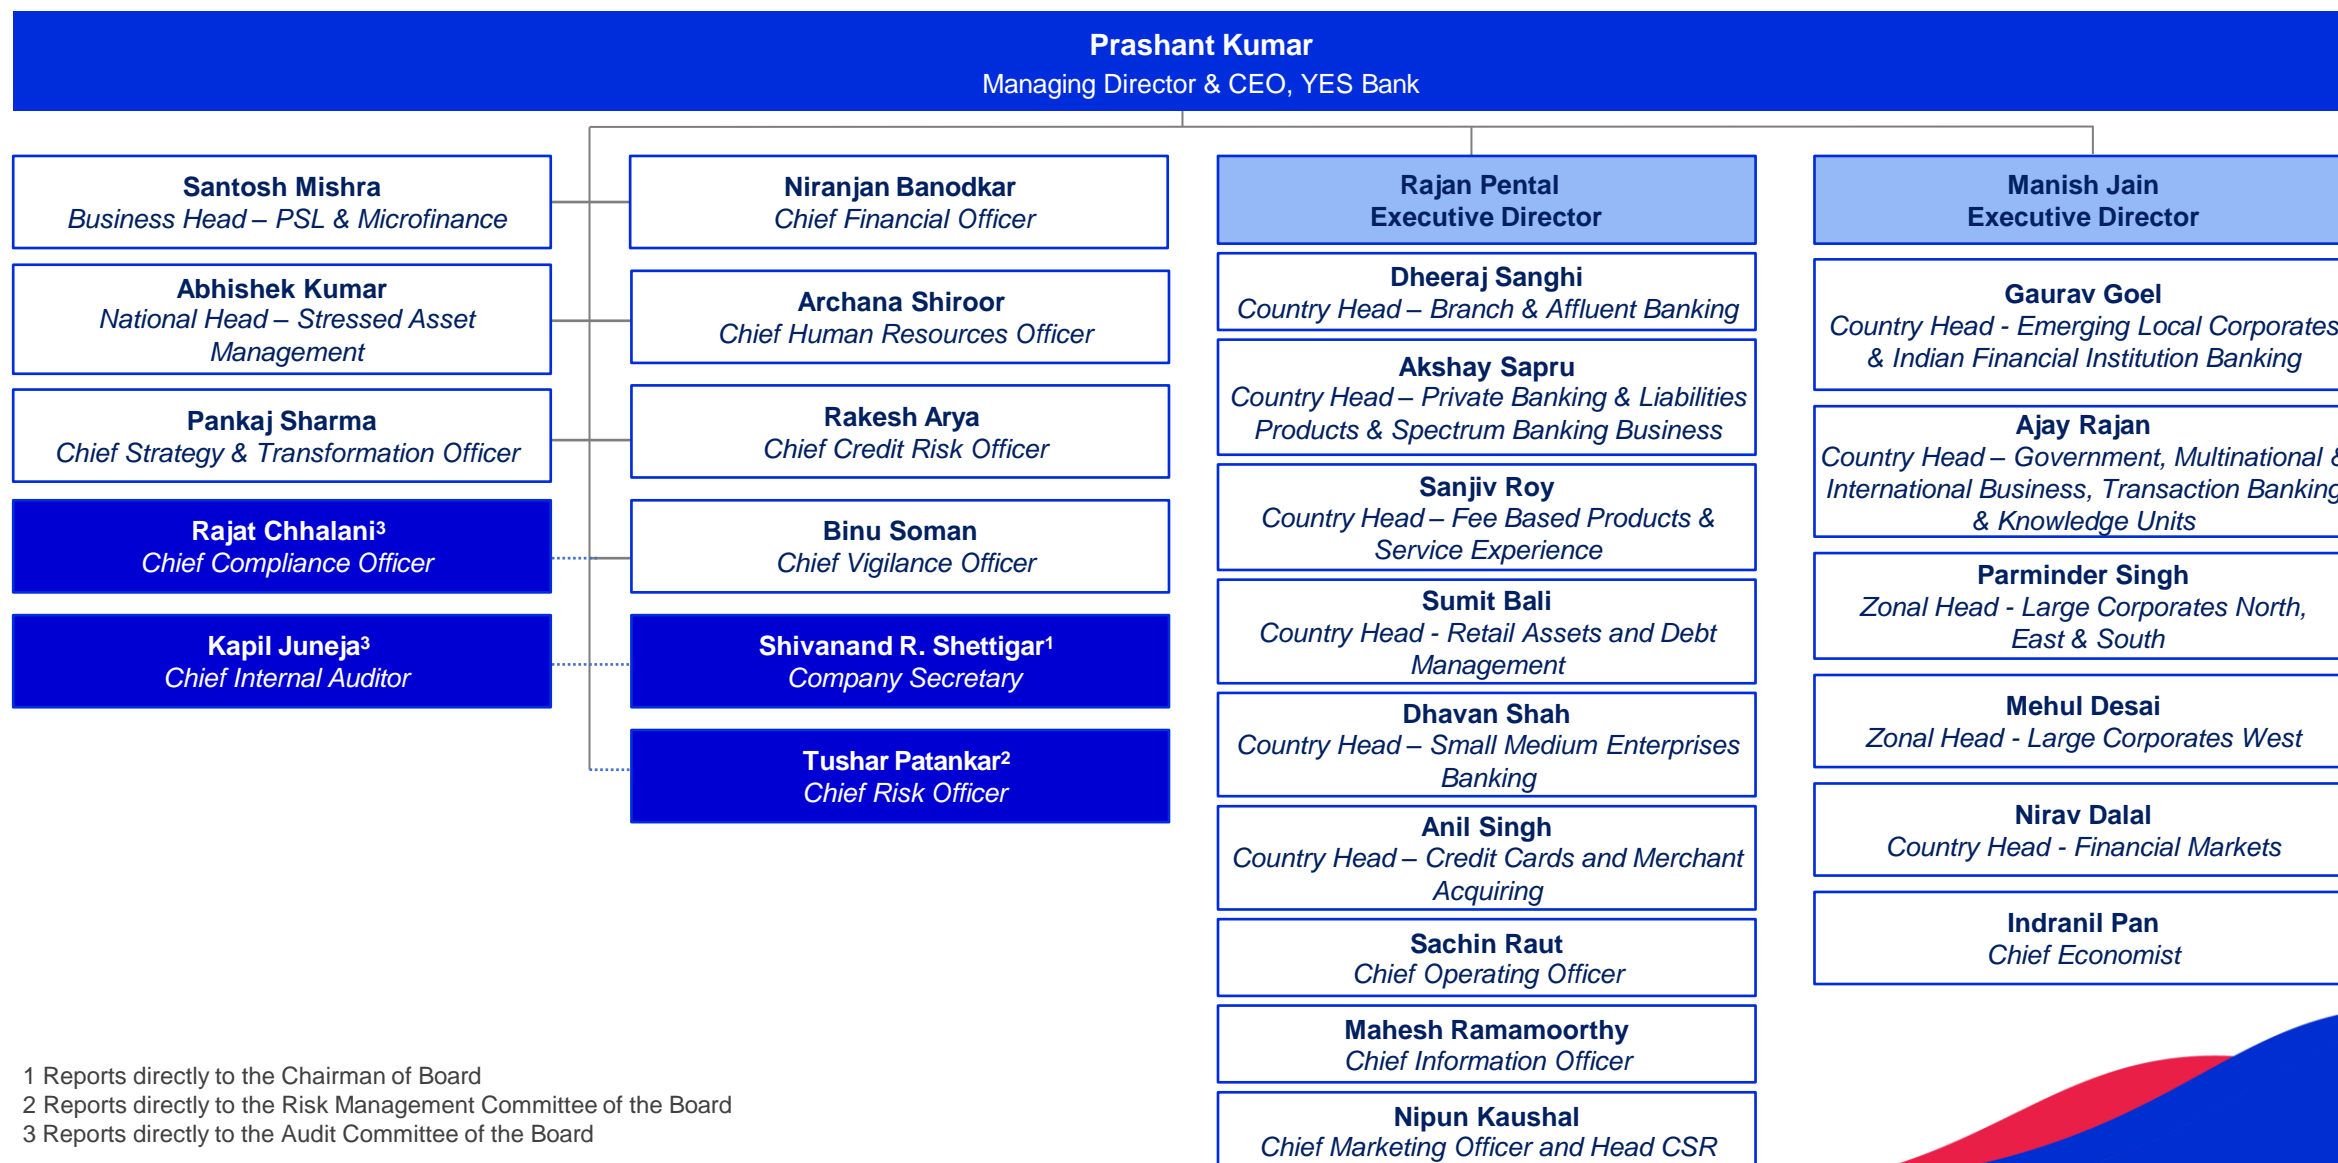 Prashant Kumar
Managing Director & CEO, YES Bank
Santosh Mishra
Business Head – PSL & Microfinance
Abhishek Kumar
National Head – Stressed Asset
Management
Pankaj Sharma
Chief Strategy & Transformation Officer
Rajat Chhalani3
Chief Compliance Officer
Kapil Juneja3
Chief Internal Auditor
Niranjan Banodkar
Chief Financial Officer
Archana Shiroor
Chief Human Resources Officer
Rakesh Arya
Chief Credit Risk Officer
Binu Soman
Chief Vigilance Officer
Shivanand R. Shettigar1
Company Secretary
Tushar Patankar2
Chief Risk Officer
Rajan Pental
Executive Director
Dheeraj Sanghi
Country Head – Branch & Affluent Banking
Akshay Sapru
Country Head – Private Banking & Liabilities
Products & Spectrum Banking Business
Sanjiv Roy
Country Head – Fee Based Products &
Service Experience
Sumit Bali
Country Head - Retail Assets and Debt
Management
Dhavan Shah
Country Head – Small Medium Enterprises
Banking
Anil Singh
Country Head – Credit Cards and Merchant
Acquiring
Sachin Raut
Chief Operating Officer
Mahesh Ramamoorthy
Chief Information Officer
Nipun Kaushal
Chief Marketing Officer and Head CSR
Manish Jain
Executive Director
Gaurav Goel
Country Head - Emerging Local Corporates
& Indian Financial Institution Banking
Ajay Rajan
Country Head – Government, Multinational &
International Business, Transaction Banking
& Knowledge Units
Parminder Singh
Zonal Head - Large Corporates North,
East & South
Mehul Desai
Zonal Head - Large Corporates West
Nirav Dalal
Country Head - Financial Markets
Indranil Pan
Chief Economist
1 Reports directly to the Chairman of Board
2 Reports directly to the Risk Management Committee of the Board
3 Reports directly to the Audit Committee of the Board